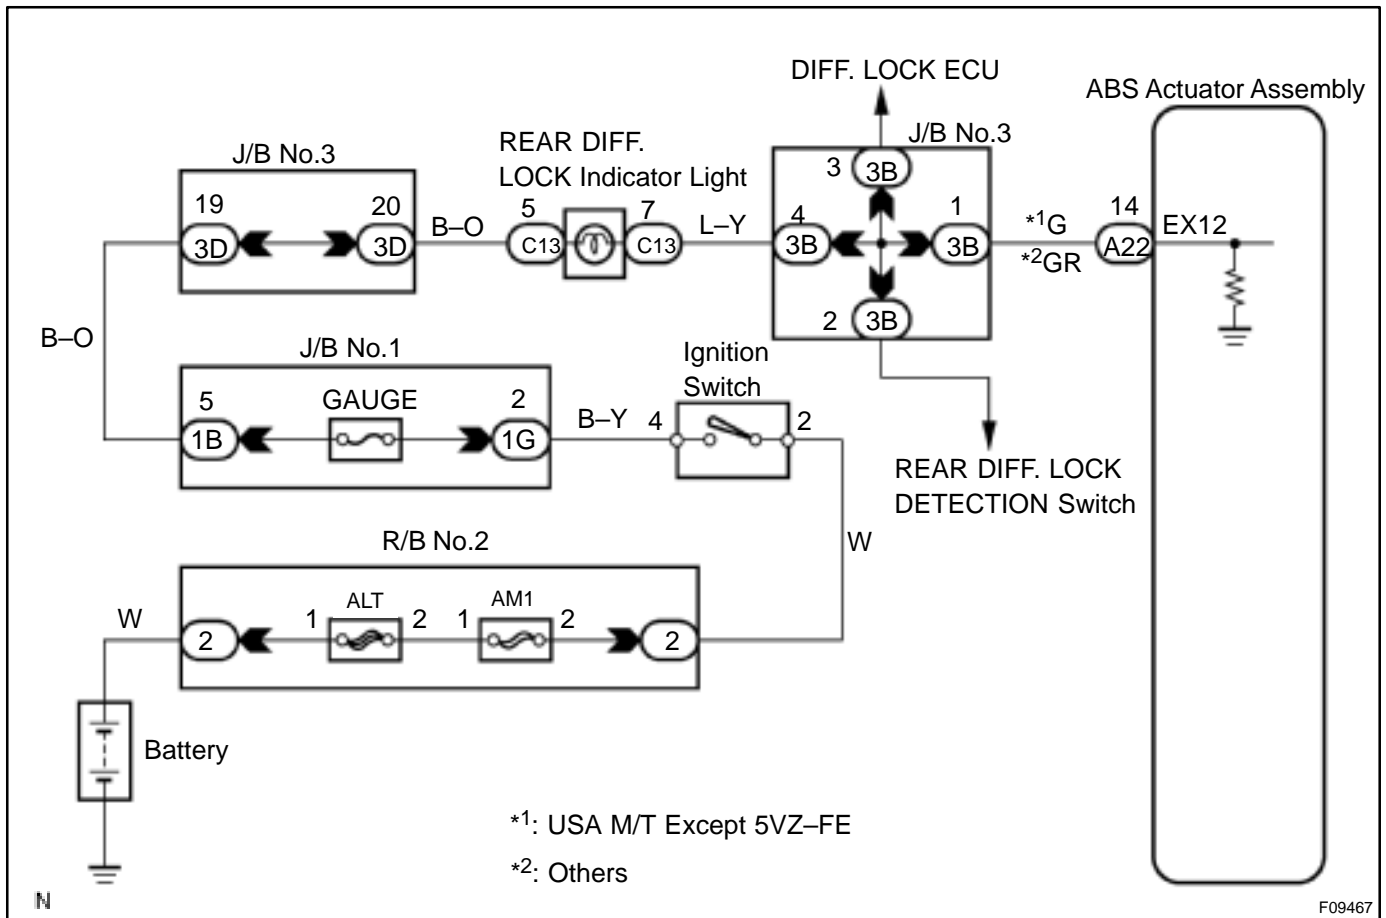 DIFF. LOCK ECU
ABS Actuator Assembly
J/B No.3
REAR DIFF.
LOCK Indicator Light
J/B No.3
3
3B
19
20
3D
3D
B–O
5
7
C13
C13
L–Y
4
1
3B
3B
*1G
*2GR
14
A22
EX12
2
3B
B–O
J/B No.1
5
GAUGE
2
1B
1G
B–Y
Ignition
Switch
4
2
REAR DIFF. LOCK
DETECTION Switch
W
R/B No.2
W
2
1
ALT
2
1
AM1
2
2
Battery
*1: USA M/T Except 5VZ–FE
*2: Others
N
F09467